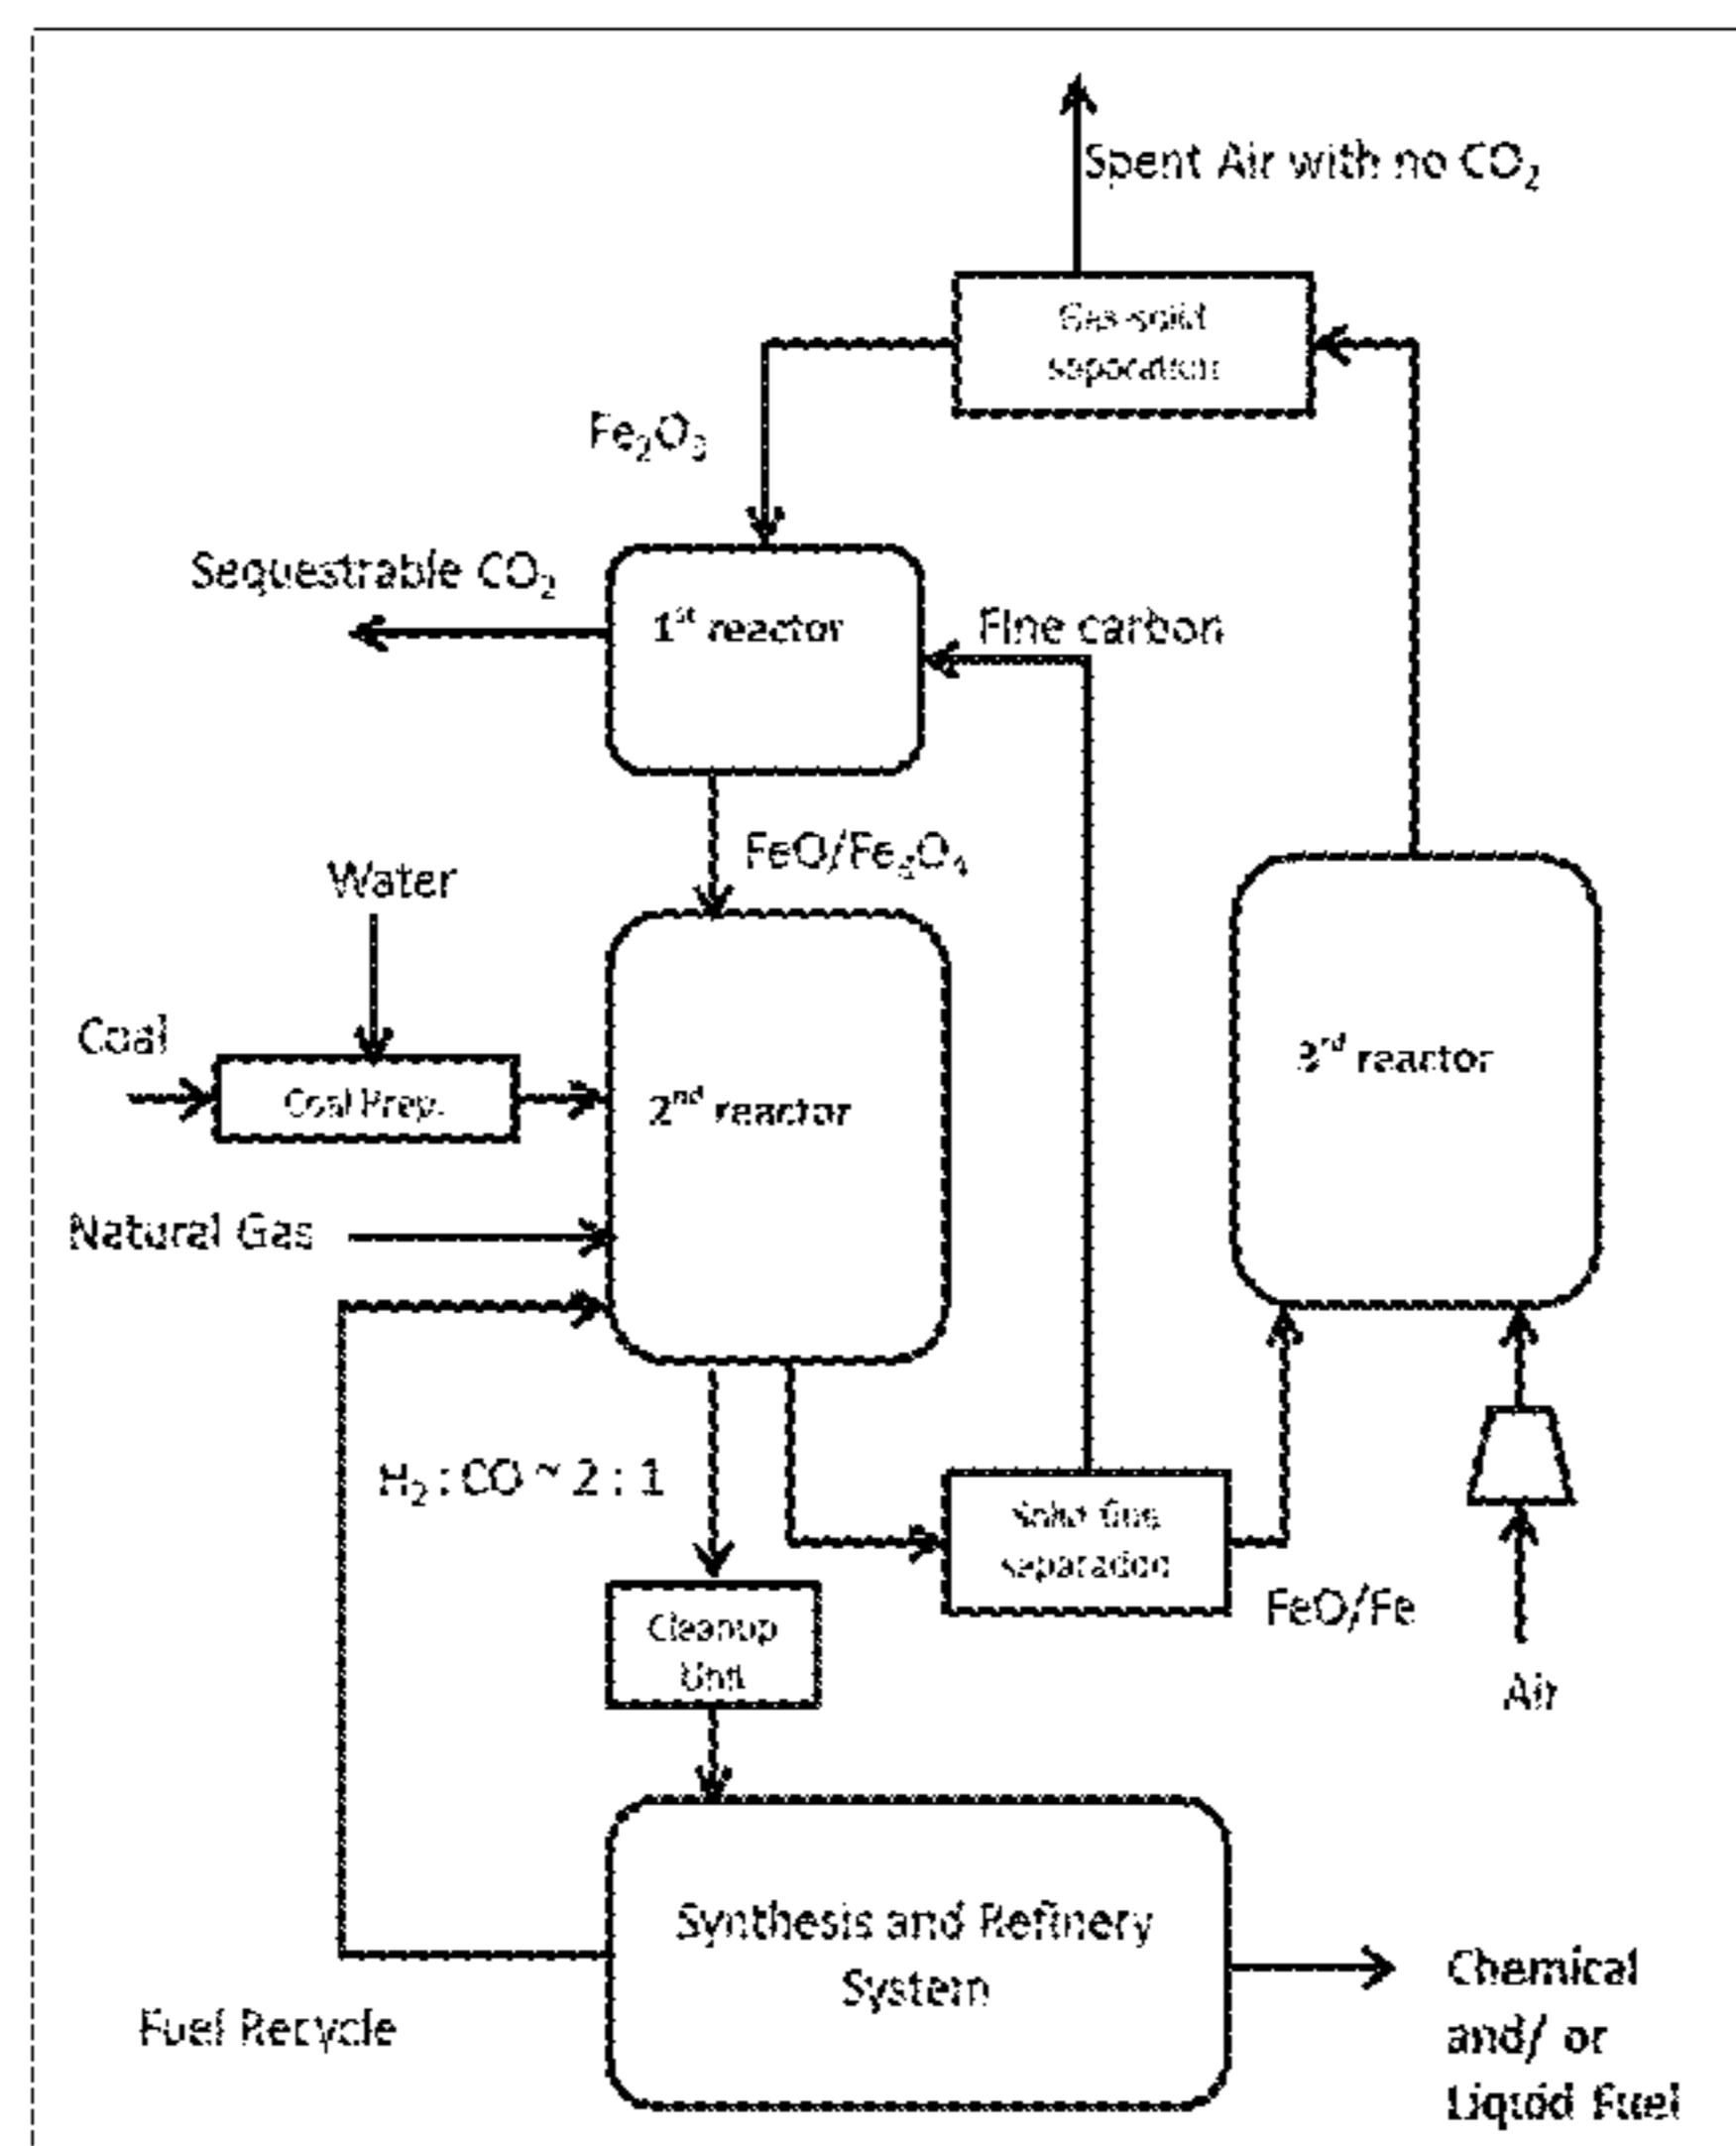 Spent Air with no CO₂
Gas-solid
separation
Fe₂O₃
Sequestrable CO₂
1ˢᵗ reactor
Fine carbon
FeO/Fe₃O₄
Water
Coal
Coal Prep.
2ⁿᵈ reactor
3ʳᵈ reactor
Natural Gas
H₂ : CO ~ 2 : 1
separation
FeO/Fe
Cleanup
Unit
Air
Synthesis and Refinery
System
Fuel Recycle
Chemical
and/ or
Liquid Fuel